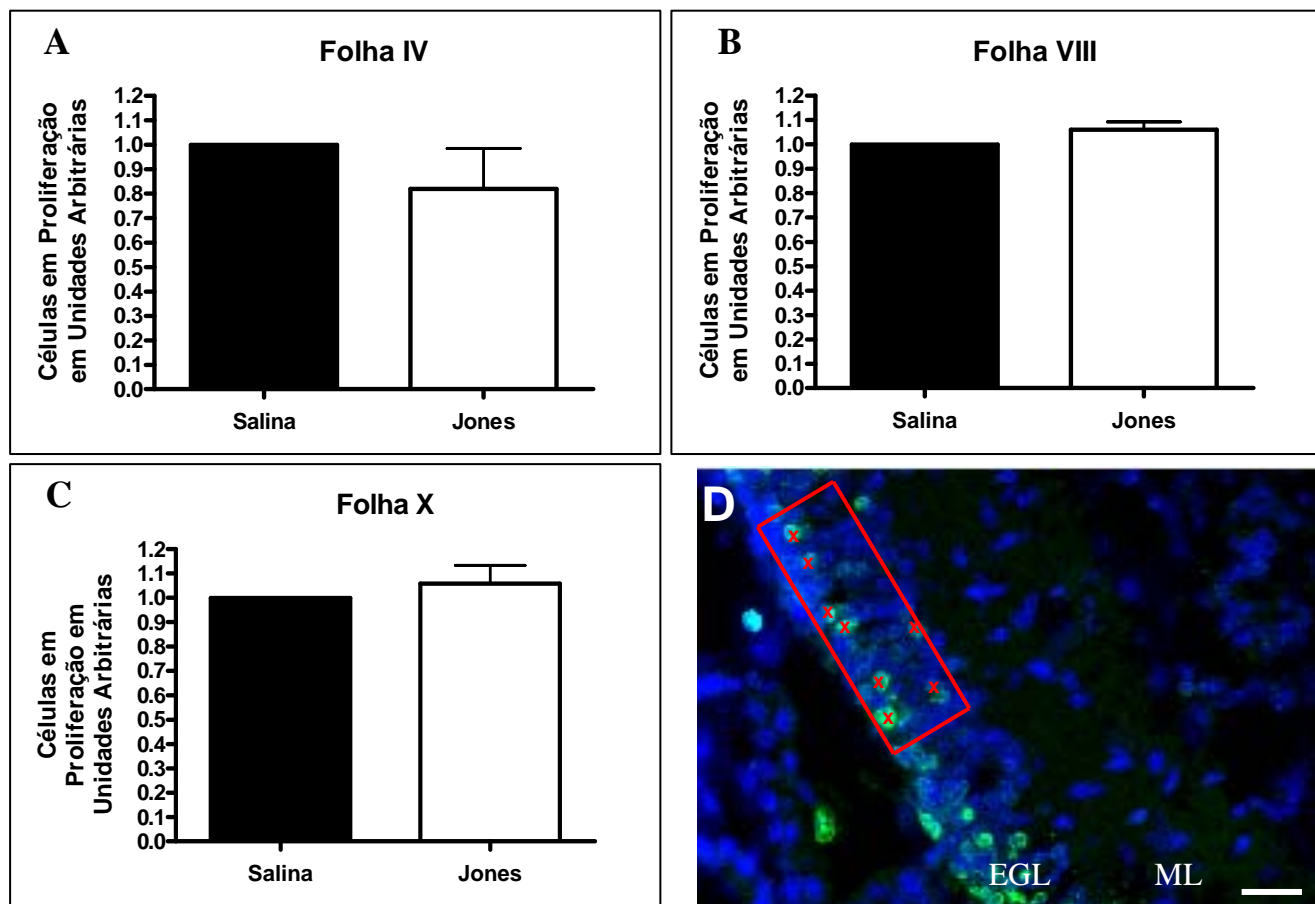 A
Folha IV
Células em Proliferação
em Unidades Arbitrárias
1.2
1.1
1.0
0.9
0.8
0.7
0.6
0.5
0.4
0.3
0.2
0.1
0.0
Salina Jones
B
Folha VIII
Células em Proliferação
em Unidades Arbitrárias
1.2
1.1
1.0
0.9
0.8
0.7
0.6
0.5
0.4
0.3
0.2
0.1
0.0
Salina Jones
C
Folha X
Células em
Proliferação em
Unidades Arbitrárias
1.2
1.1
1.0
0.9
0.8
0.7
0.6
0.5
0.4
0.3
0.2
0.1
0.0
Salina Jones
D
x
x
x
x x
x x
x
EGL ML